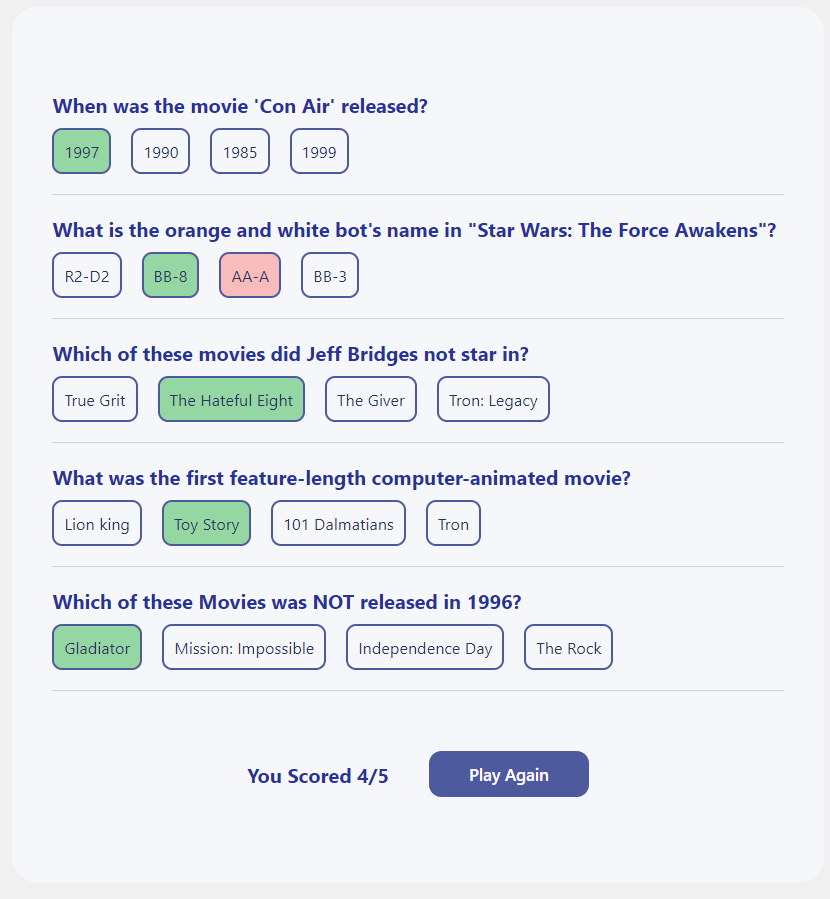 When was the movie 'Con Air' released?
1997 1990 1985 1999
What is the orange and white bot's name in "Star Wars: The Force Awakens"?
R2-D2 BB-8 AA-A BB-3
Which of these movies did Jeff Bridges not star in?
True Grit The Hateful Eight The Giver Tron: Legacy
What was the first feature-length computer-animated movie?
Lion king Toy Story 101 Dalmatians Tron
Which of these Movies was NOT released in 1996?
Gladiator Mission: Impossible Independence Day The Rock
You Scored 4/5 Play Again